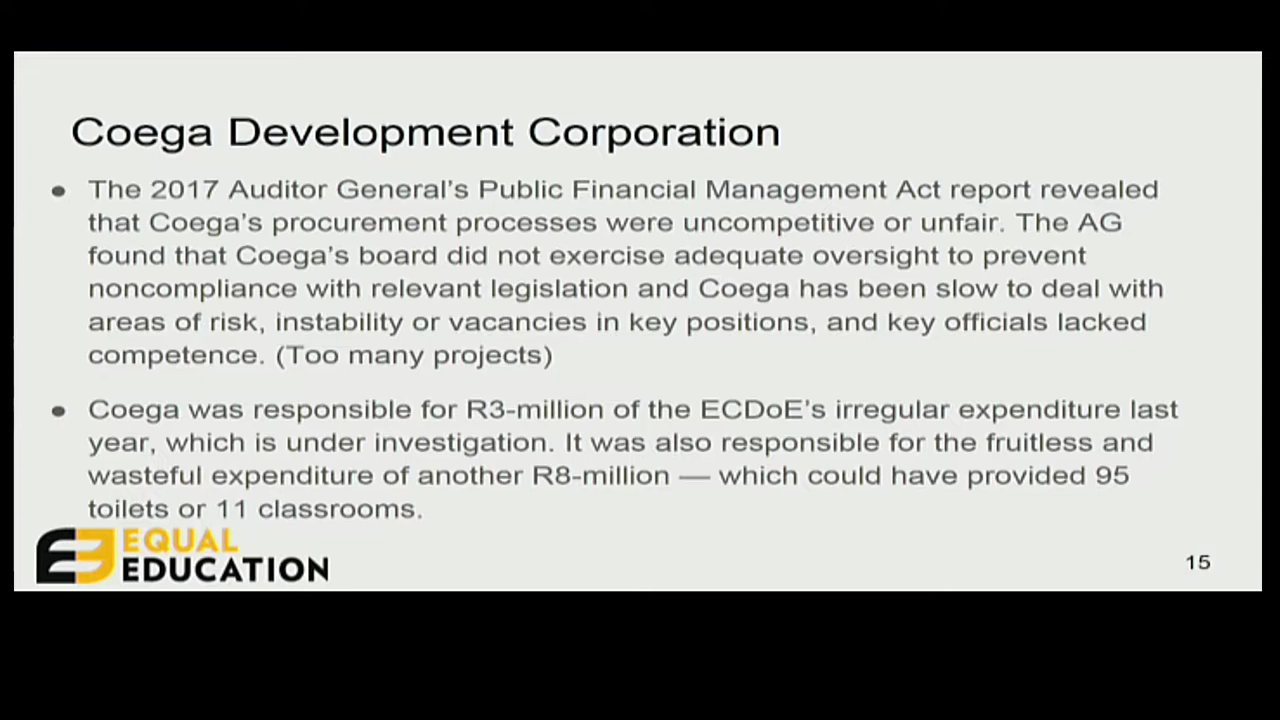 Coega Development Corporation
● The 2017 Auditor General’s Public Financial Management Act report revealed
that Coega’s procurement processes were uncompetitive or unfair. The AG
found that Coega’s board did not exercise adequate oversight to prevent
noncompliance with relevant legislation and Coega has been slow to deal with
areas of risk, instability or vacancies in key positions, and key officials lacked
competence. (Too many projects)
● Coega was responsible for R3-million of the ECDoE’s irregular expenditure last
year, which is under investigation. It was also responsible for the fruitless and
wasteful expenditure of another R8-million — which could have provided 95
toilets or 11 classrooms.
EQUAL
EDUCATION
15